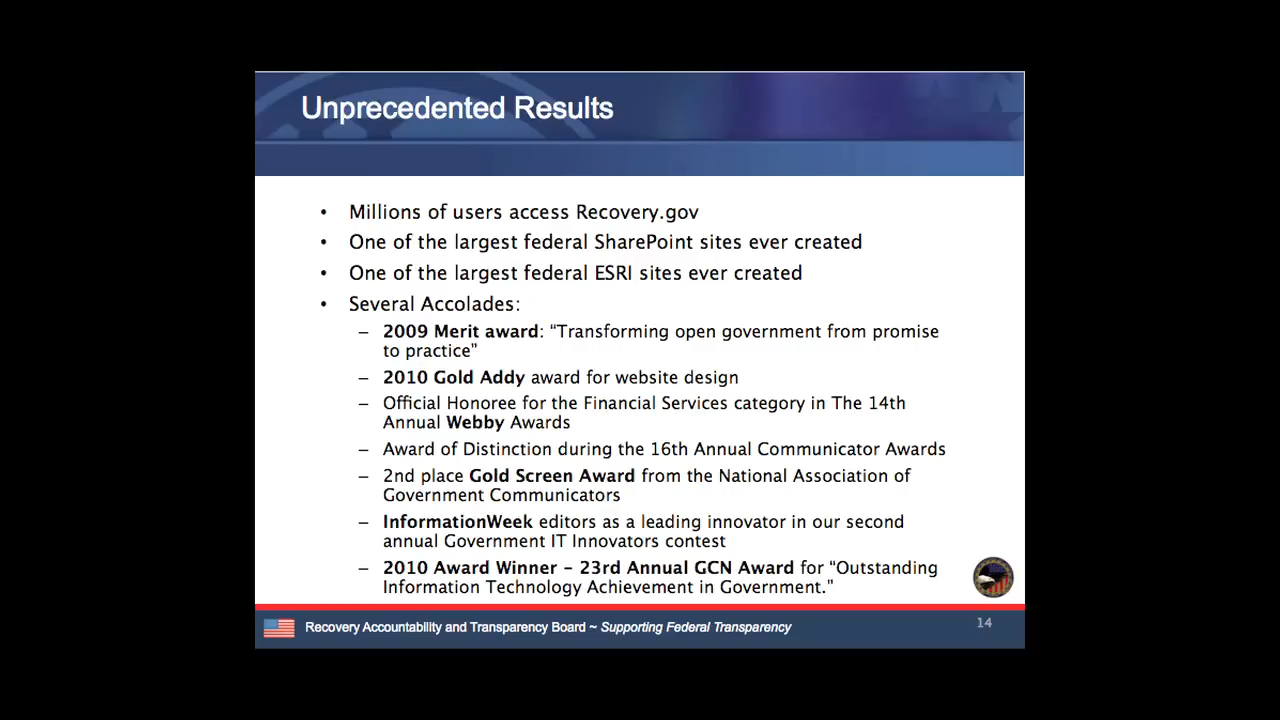 Unprecedented Results
• Millions of users access Recovery.gov
• One of the largest federal SharePoint sites ever created
• One of the largest federal ESRI sites ever created
• Several Accolades:
– 2009 Merit award: “Transforming open government from promise
to practice”
– 2010 Gold Addy award for website design
– Official Honoree for the Financial Services category in The 14th
Annual Webby Awards
– Award of Distinction during the 16th Annual Communicator Awards
– 2nd place Gold Screen Award from the National Association of
Government Communicators
– InformationWeek editors as a leading innovator in our second
annual Government IT Innovators contest
– 2010 Award Winner – 23rd Annual GCN Award for “Outstanding
Information Technology Achievement in Government.”
Recovery Accountability and Transparency Board ~ Supporting Federal Transparency
14